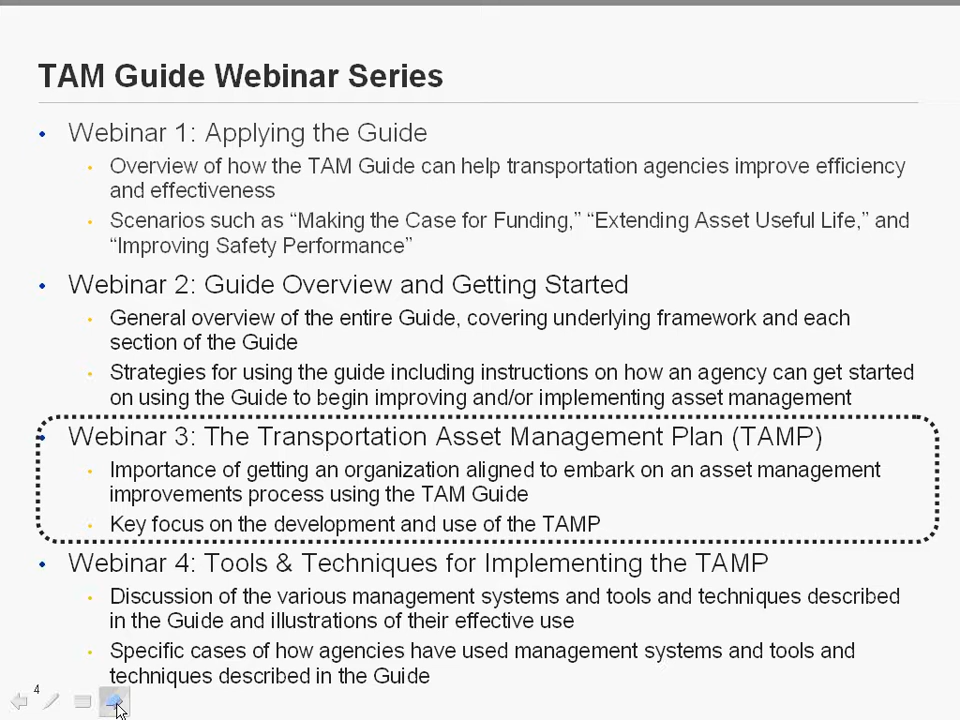 TAM Guide Webinar Series
• Webinar 1: Applying the Guide
• Overview of how the TAM Guide can help transportation agencies improve efficiency
and effectiveness
• Scenarios such as “Making the Case for Funding,” “Extending Asset Useful Life,” and
“Improving Safety Performance”
• Webinar 2: Guide Overview and Getting Started
• General overview of the entire Guide, covering underlying framework and each
section of the Guide
• Strategies for using the guide including instructions on how an agency can get started
on using the Guide to begin improving and/or implementing asset management
• Webinar 3: The Transportation Asset Management Plan (TAMP)
• Importance of getting an organization aligned to embark on an asset management
improvements process using the TAM Guide
• Key focus on the development and use of the TAMP
• Webinar 4: Tools & Techniques for Implementing the TAMP
• Discussion of the various management systems and tools and techniques described
in the Guide and illustrations of their effective use
• Specific cases of how agencies have used management systems and tools and
techniques described in the Guide
4